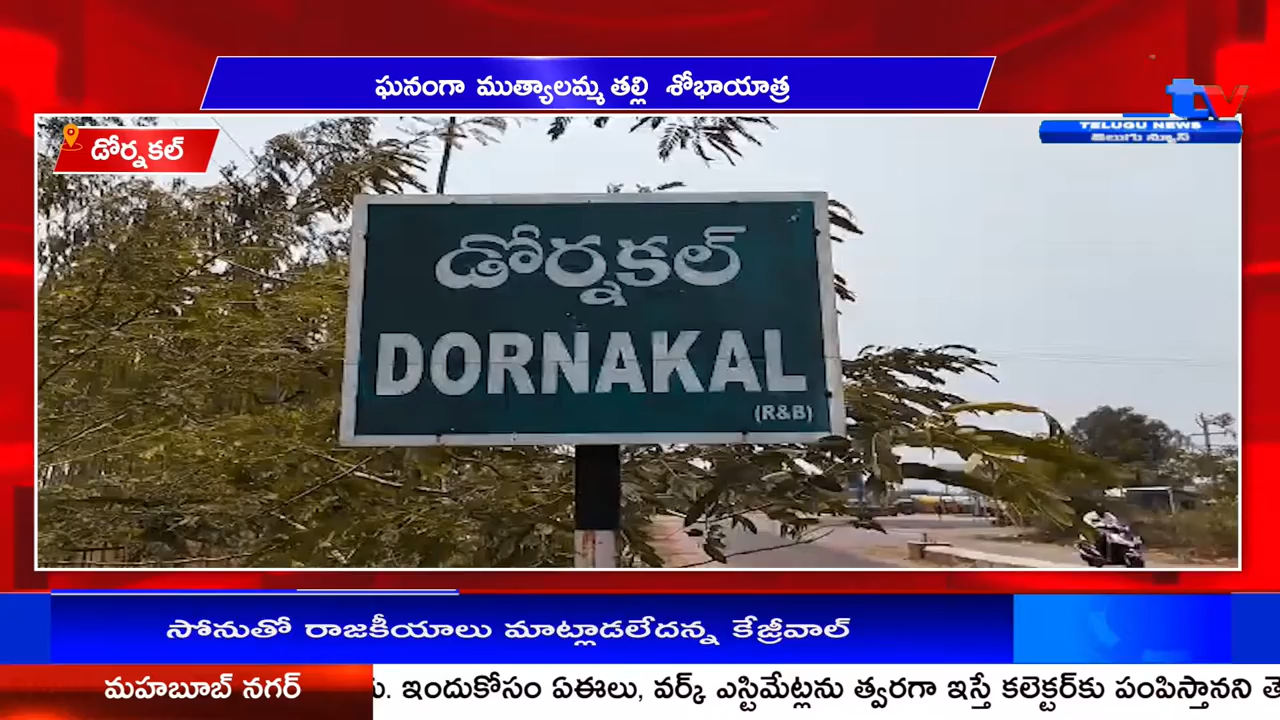 ఘనంగా ముత్యాలమ్మ తల్లి శోభాయాత్ర
TV
TELUGU NEWS
తెలుగు న్యూస్
డోర్నకల్
డోర్నకల్
DORNAKAL
(R&B)
సోనుతో రాజకీయాలు మాట్లాడలేదన్న కేజ్రీవాల్
మహబూబ్ నగర్
ఇందుకోసం ఏఈలు, వర్క్ ఎస్టిమేట్లను త్వరగా ఇస్తే కలెక్టర్‌కు పంపిస్తానని